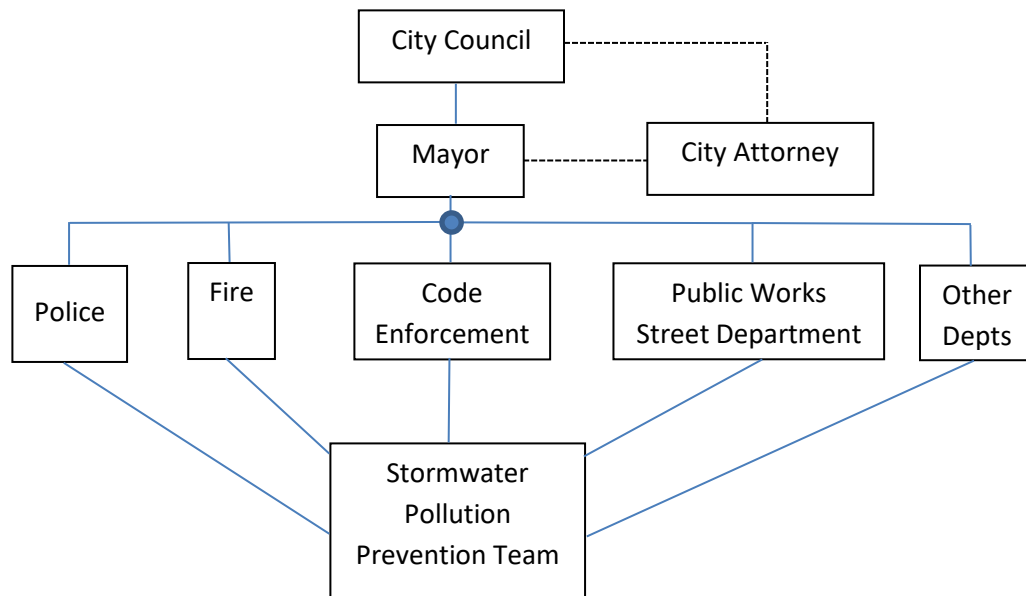 City Council
Mayor
City Attorney
Police
Fire
Code
Enforcement
Public Works
Street Department
Other
Depts
Stormwater
Pollution
Prevention Team